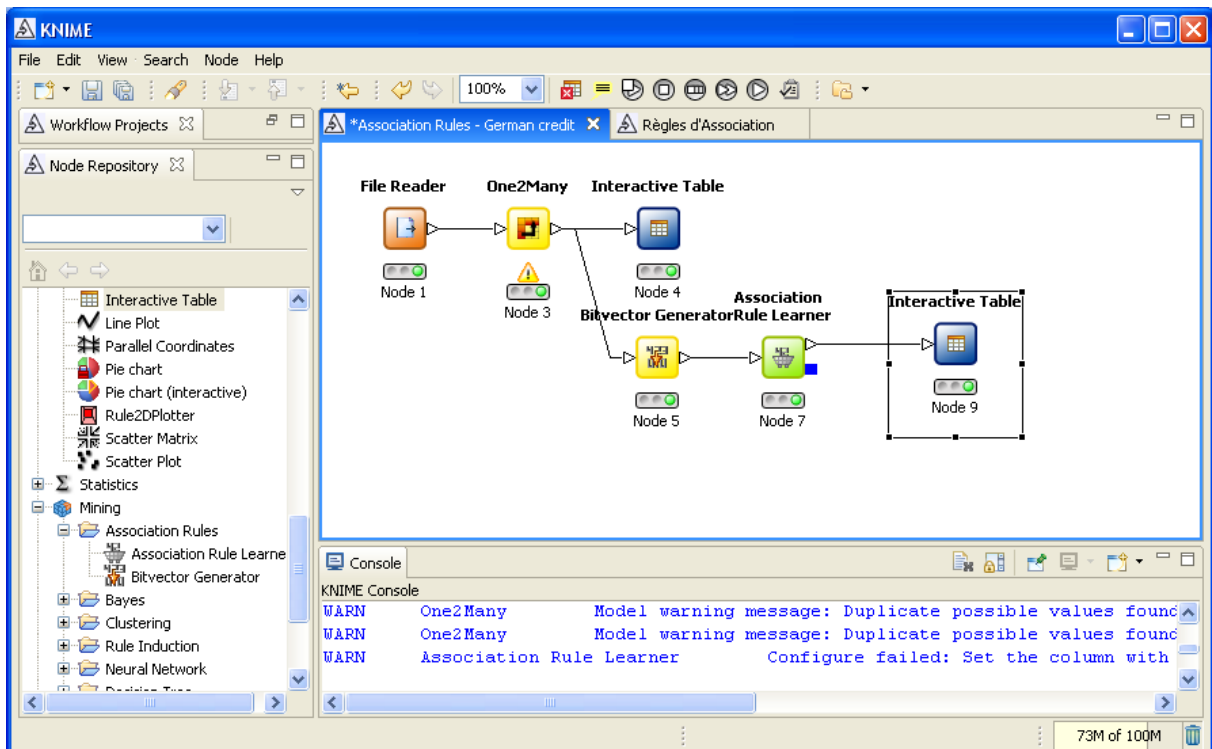 KNIME
File Edit View Search Node Help
100%
Workflow Projects
*Association Rules - German credit
Règles d'Association
Node Repository
Interactive Table
Line Plot
Parallel Coordinates
Pie chart
Pie chart (interactive)
Rule2DPlotter
Scatter Matrix
Scatter Plot
Statistics
Mining
Association Rules
Association Rule Learne
Bitvector Generator
Bayes
Clustering
Rule Induction
Neural Network
File Reader
One2Many
Interactive Table
Node 1
Node 3
Node 4
Bitvector Generator
Association
Rule Learner
Interactive Table
Node 5
Node 7
Node 9
Console
KNIME Console
WARN One2Many Model warning message: Duplicate possible values found
WARN One2Many Model warning message: Duplicate possible values found
WARN Association Rule Learner Configure failed: Set the column with
73M of 100M